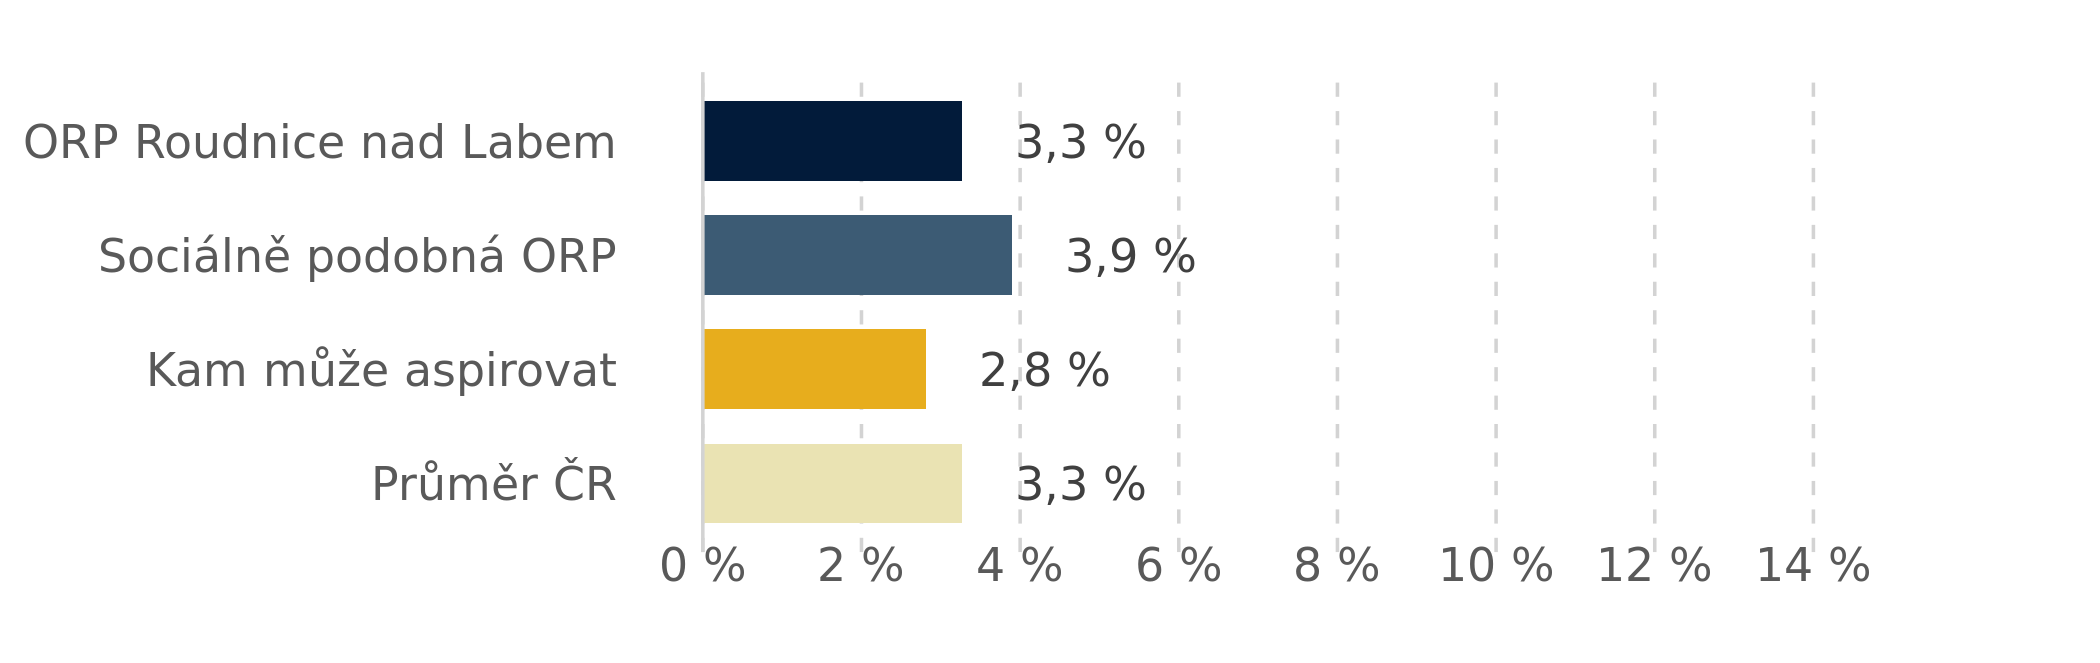 ORP Roudnice nad Labem 3,3 %
Sociálně podobná ORP 3,9 %
Kam může aspirovat 2,8 %
Průměr ČR 3,3 %
0 % 2 % 4 % 6 % 8 % 10 % 12 % 14 %